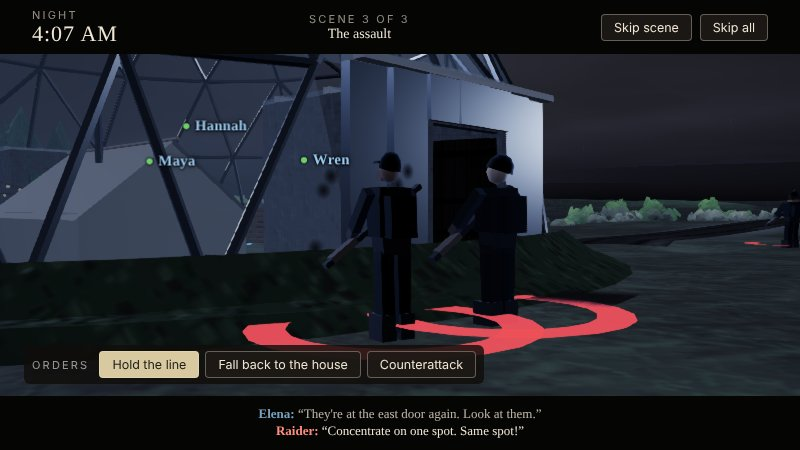 NIGHT
4:07 AM
SCENE 3 OF 3
The assault
Skip scene
Skip all
Hannah
Maya
Wren
ORDERS
Hold the line
Fall back to the house
Counterattack
Elena: “They're at the east door again. Look at them.”
Raider: “Concentrate on one spot. Same spot!”